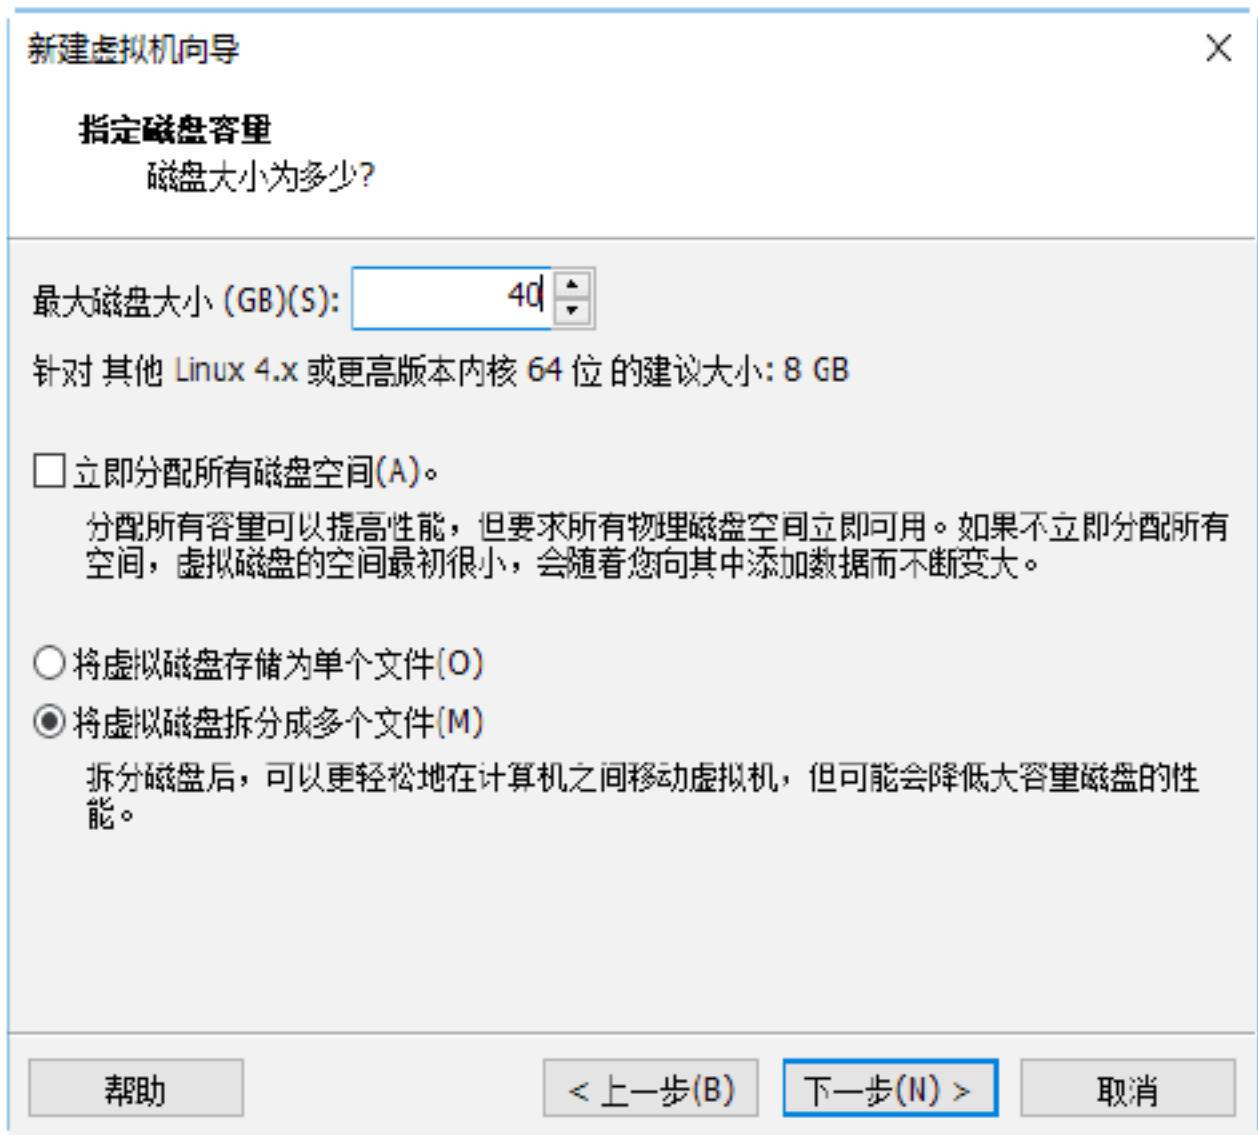 新建虚拟机向导
指定磁盘容量
磁盘大小为多少?
最大磁盘大小 (GB)(S): 40
针对 其他 Linux 4.x 或更高版本内核 64 位 的建议大小: 8 GB
立即分配所有磁盘空间(A)。
分配所有容量可以提高性能，但要求所有物理磁盘空间立即可用。如果不立即分配所有
空间，虚拟磁盘的空间最初很小，会随着您向其中添加数据而不断变大。
将虚拟磁盘存储为单个文件(O)
将虚拟磁盘拆分成多个文件(M)
拆分磁盘后，可以更轻松地在计算机之间移动虚拟机，但可能会降低大容量磁盘的性
能。
帮助 < 上一步(B) 下一步(N) > 取消